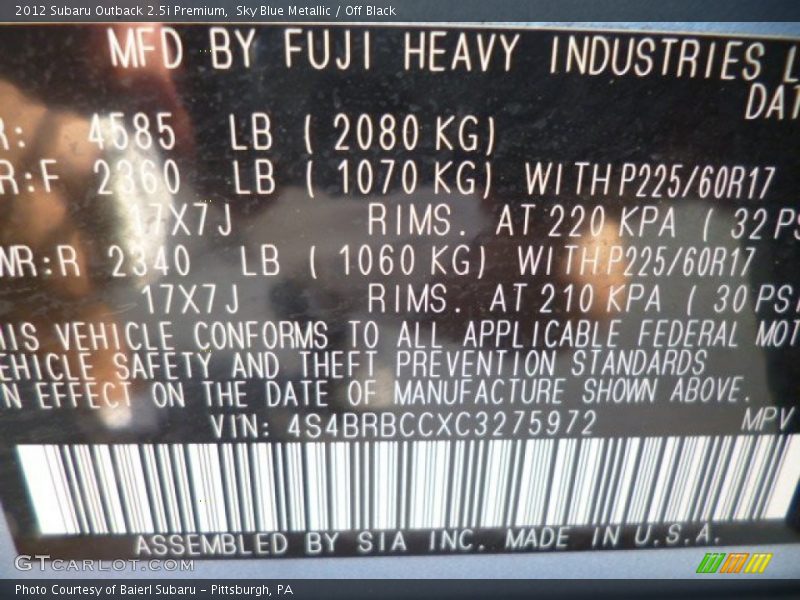 2012 Subaru Outback 2.5i Premium,  Sky Blue Metallic / Off Black
MFD BY FUJI HEAVY INDUSTRIES L
DAT
R: 4585 LB ( 2080 KG)
R:F 2360 LB ( 1070 KG) WITH P225/60R17
17X7J RIMS. AT 220 KPA ( 32 PS
WR:R 2340 LB ( 1060 KG) WITH P225/60R17
17X7J RIMS. AT 210 KPA ( 30 PSI
IS VEHICLE CONFORMS TO ALL APPLICABLE FEDERAL MOT
EHICLE SAFETY AND THEFT PREVENTION STANDARDS
N EFFECT ON THE DATE OF MANUFACTURE SHOWN ABOVE.
VIN: 4S4BRBCCXC3275972 MPV
ASSEMBLED BY SIA INC. MADE IN U.S.A.
GTCARLOT.COM
Photo Courtesy of Baierl Subaru - Pittsburgh, PA